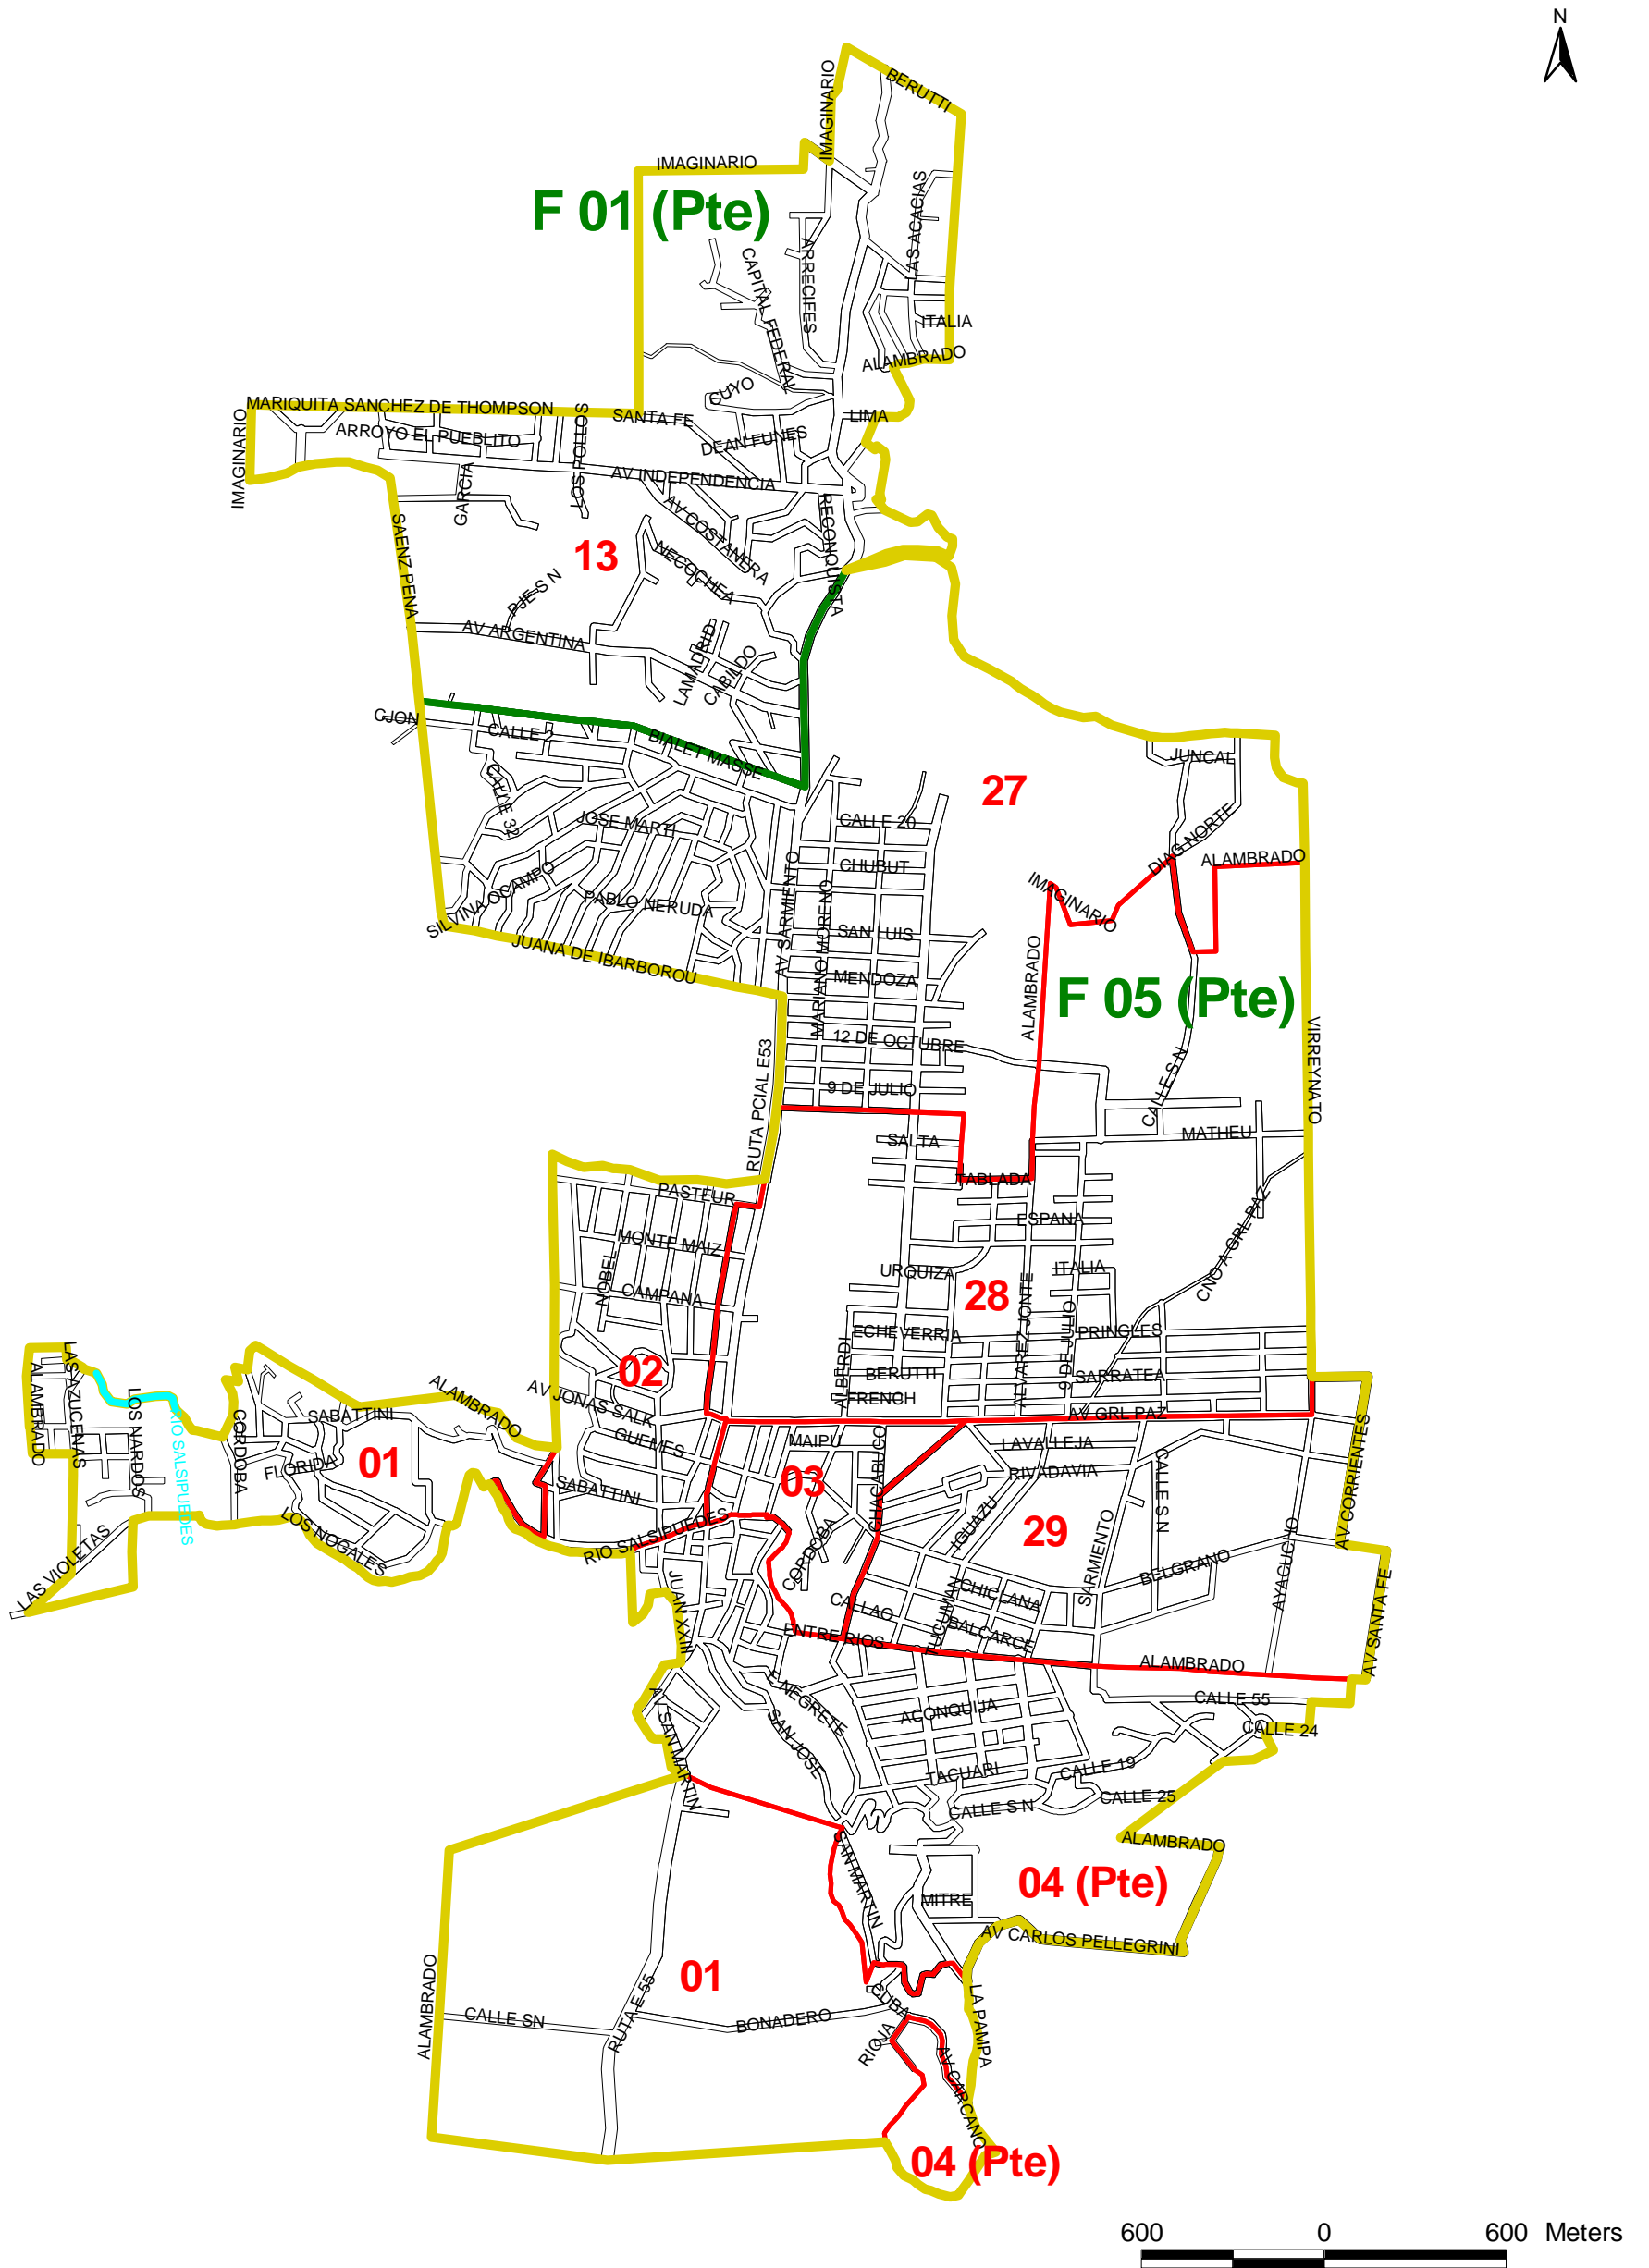 N
BERUTTI
IMAGINARIO
IMAGINARIO
F 01 (Pte)
LAS ACACIAS
ARRECIFES
CAPITAL FEDERAL
ITALIA
ALAMBRADO
CUYO
MARIQUITA SANCHEZ DE THOMPSON
SANTA FE
LIMA
IMAGINARIO
ARROYO EL PUEBLITO
LOS POLLOS
DEAN FUNES
AV INDEPENDENCIA
GARCIA
AV COSTANERA
RECONQUISTA
SAENZ PENA
13
NECOCHEA
PJE S N
AV ARGENTINA
LAMADRID
CABILDO
CJON
CALLE 2
BIALET MASSE
JUNCAL
27
CALLE 32
JOSE MARTI
CALLE 20
DIAG NORTE
CHUBUT
ALAMBRADO
IMAGINARIO
SILVINA OCAMPO
PABLO NERUDA
AV SARMIENTO
MARIANO MORENO
SAN LUIS
JUANA DE IBARBOROU
MENDOZA
ALAMBRADO
F 05 (Pte)
12 DE OCTUBRE
VIRREYNATO
RUTA PCIAL E53
9 DE JULIO
CALLE S N
SALTA
MATHEU
TABLADA
PASTEUR
ESPANA
CNO A GRL PAZ
MONTE MAIZ
NOBEL
URQUIZA
ITALIA
CAMPANA
28
ALVAREZ JONTE
9 DE JULIO
ECHEVERRIA
PRINGLES
ALBERDI
02
BERUTTI
SARRATEA
FRENCH
AV GRL PAZ
LAS AZUCENAS
ALAMBRADO
LOS NARDOS
RIO SALSIPUEDES
CORDOBA
SABATTINI
ALAMBRADO
AV JONAS SALK
GUEMES
MAIPU
CHACABUCO
LAVALLEJA
RIVADAVIA
CALLE S N
AV CORRIENTES
FLORIDA
01
SABATTINI
03
IGUAZU
29
SARMIENTO
LOS NOGALES
RIO SALSIPUEDES
CORDOBA
BELGRANO
AYACUCHO
LAS VIOLETAS
JUAN XXIII
CALLAO
TUCUMAN
CHICLANA
BALCARCE
AV SANTA FE
ENTRE RIOS
ALAMBRADO
AV SAN MARTIN
F NEGRETE
SAN JOSE
ACONQUIJA
CALLE 55
CALLE 24
TACUARI
CALLE 19
CALLE S N
CALLE 25
SAN MARTIN
ALAMBRADO
04 (Pte)
MITRE
AV CARLOS PELLEGRINI
ALAMBRADO
01
RUTA E 55
CALLE SN
BONADERO
CUBA
RIOJA
LA PAMPA
AV CARCANO
04 (Pte)
600 0 600 Meters